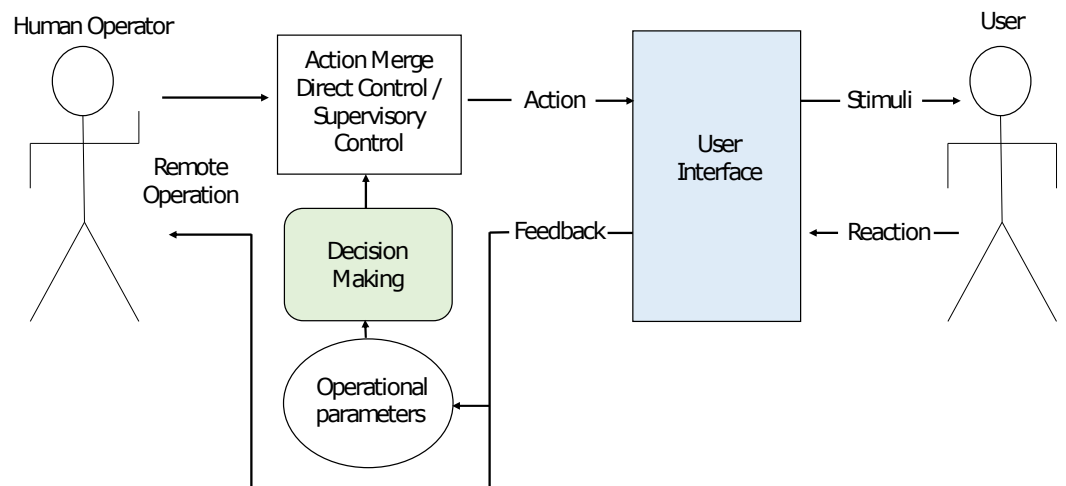 Human Operator
User
Action Merge
Direct Control /
Supervisory
Control
Action
Stimuli
User
Interface
Remote
Operation
Decision
Making
Feedback
Reaction
Operational
parameters